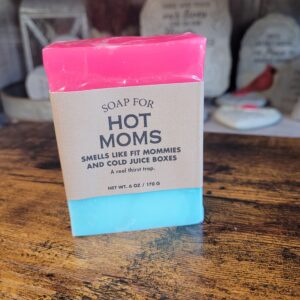 SOAP FOR
HOT
MOMS
SMELLS LIKE FIT MOMMIES
AND COLD JUICE BOXES
A real thirst trap.
NET WT. 6 OZ / 170 G